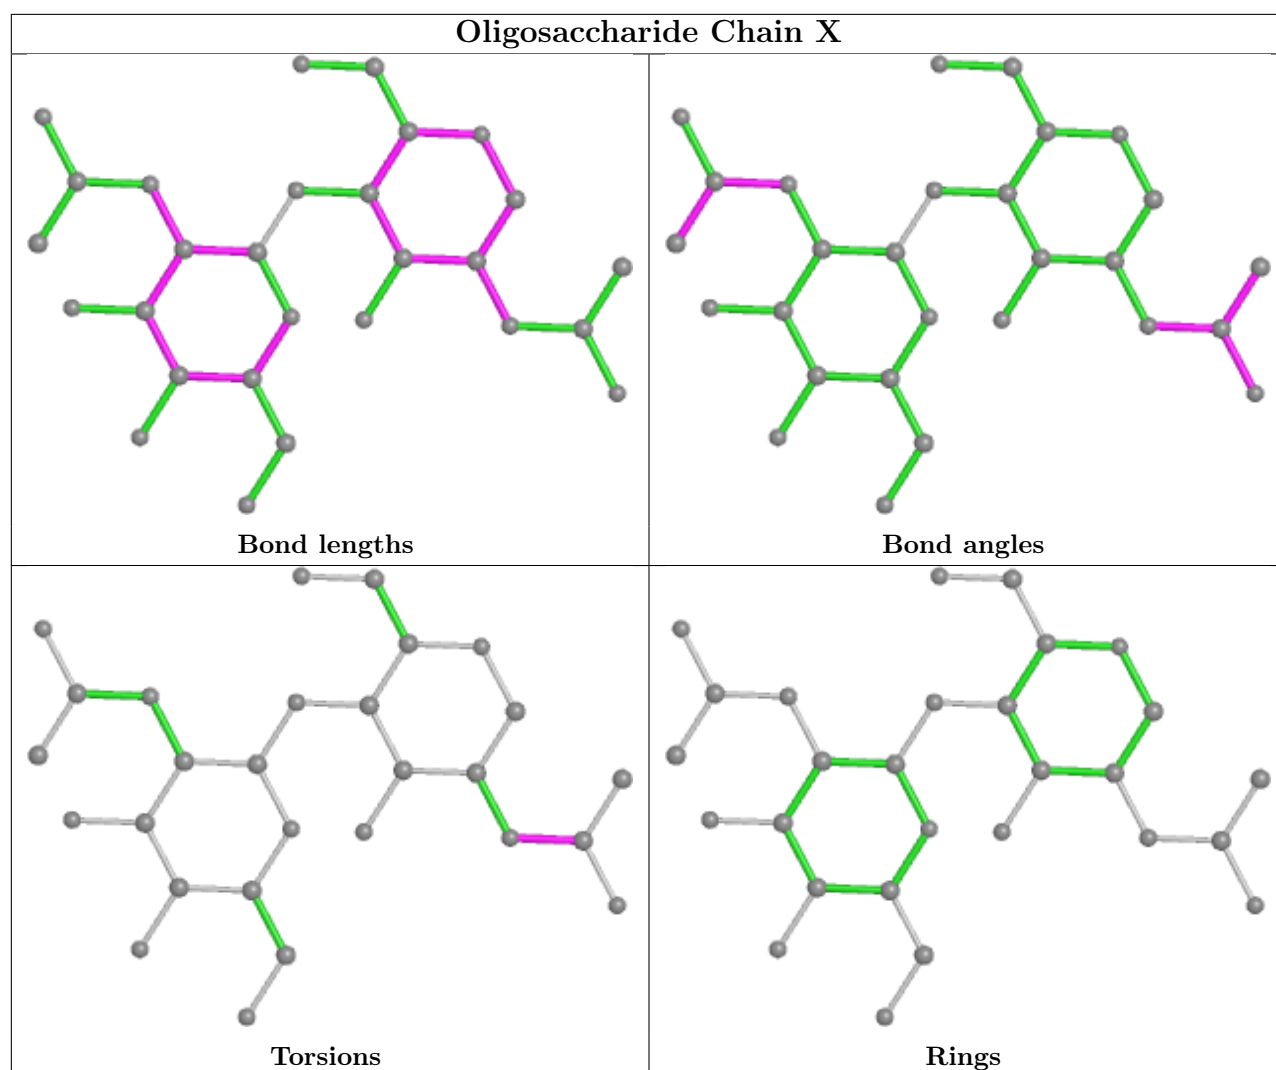 Oligosaccharide Chain X
Bond lengths
Bond angles
Torsions
Rings